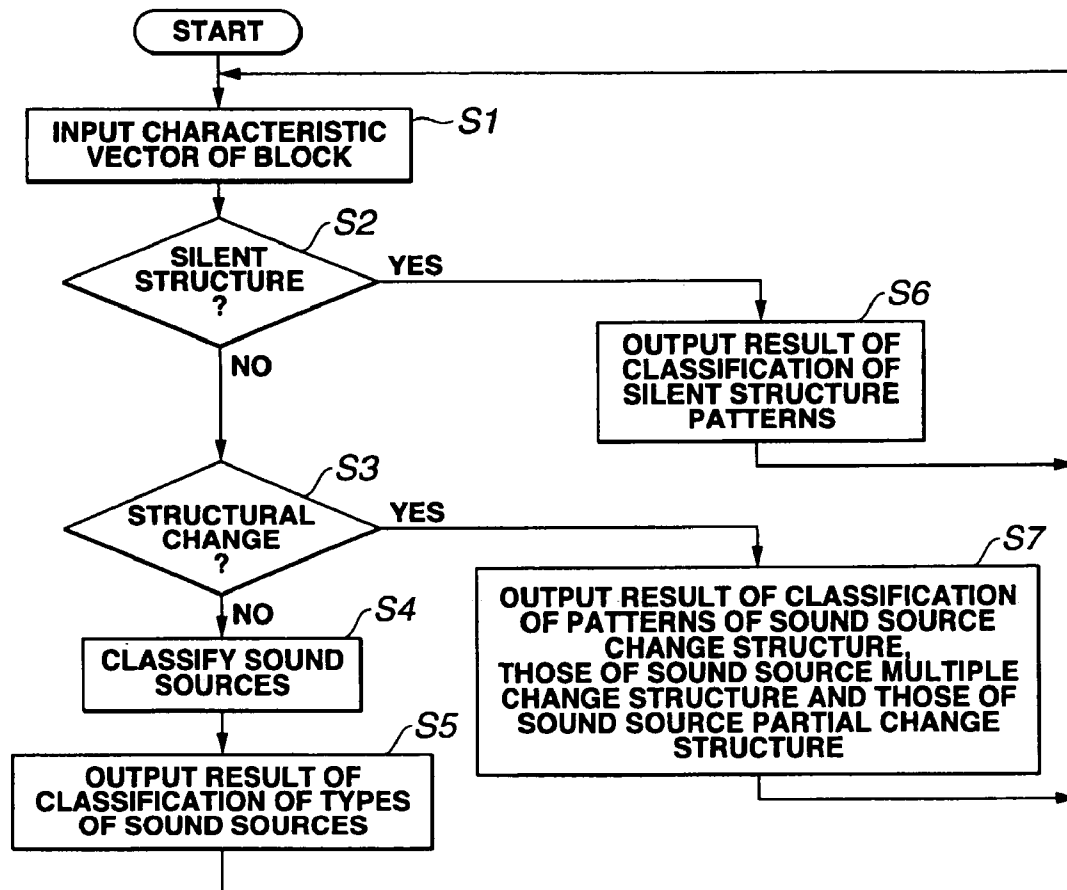 START
S1
INPUT CHARACTERISTIC
VECTOR OF BLOCK
S2
SILENT
STRUCTURE
?
YES
NO
S6
OUTPUT RESULT OF
CLASSIFICATION OF
SILENT STRUCTURE
PATTERNS
S3
STRUCTURAL
CHANGE
?
YES
NO
S7
OUTPUT RESULT OF CLASSIFICATION
OF PATTERNS OF SOUND SOURCE
CHANGE STRUCTURE,
THOSE OF SOUND SOURCE MULTIPLE
CHANGE STRUCTURE AND THOSE OF
SOUND SOURCE PARTIAL CHANGE
STRUCTURE
S4
CLASSIFY SOUND
SOURCES
S5
OUTPUT RESULT OF
CLASSIFICATION OF TYPES
OF SOUND SOURCES